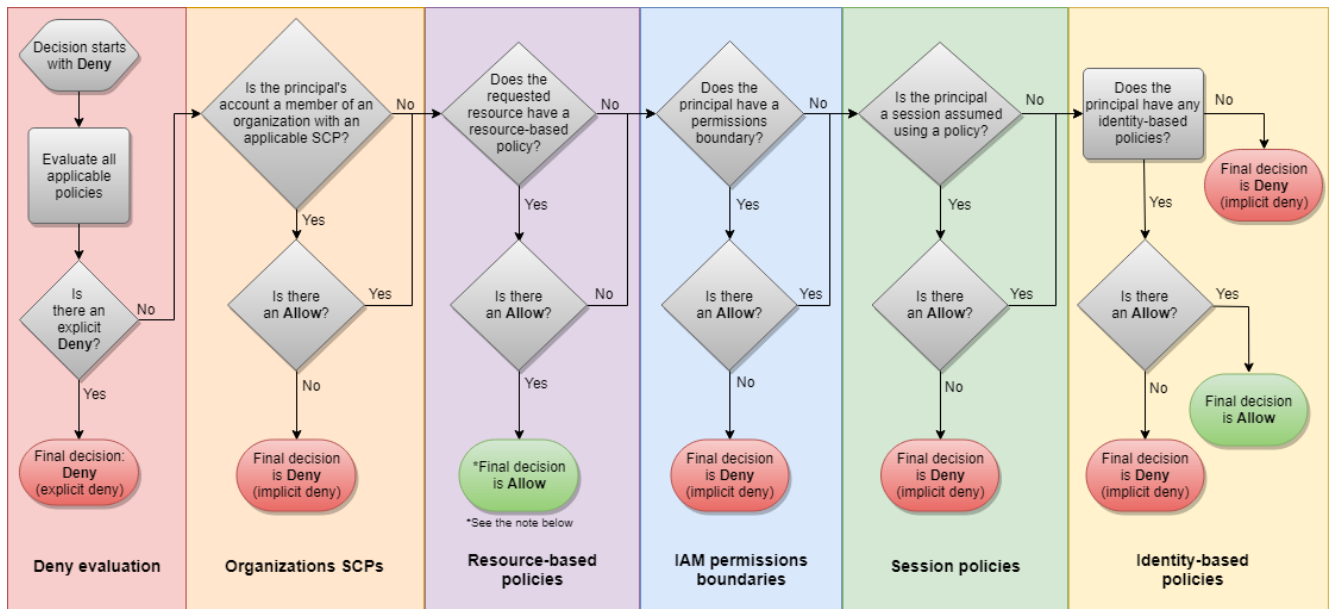 Decision starts
with Deny
Evaluate all
applicable
policies
Is
there an
explicit
Deny?
No
Yes
Final decision:
Deny
(explicit deny)
Deny evaluation
Is the principal's
account a member of an
organization with an
applicable SCP?
No
Yes
Is there
an Allow?
Yes
No
Final decision
is Deny
(implicit deny)
Organizations SCPs
Does the
requested
resource have a
resource-based
policy?
No
Yes
Is there
an Allow?
No
Yes
*Final decision
is Allow
*See the note below
Resource-based
policies
Does the
principal have a
permissions
boundary?
No
Yes
Is there
an Allow?
Yes
No
Final decision
is Deny
(implicit deny)
IAM permissions
boundaries
Is the principal
a session assumed
using a policy?
No
Yes
Is there
an Allow?
Yes
No
Final decision
is Deny
(implicit deny)
Session policies
Does the
principal have any
identity-based
policies?
No
Final decision
is Deny
(implicit deny)
Yes
Is there
an Allow?
Yes
Final decision
is Allow
No
Final decision
is Deny
(implicit deny)
Identity-based
policies